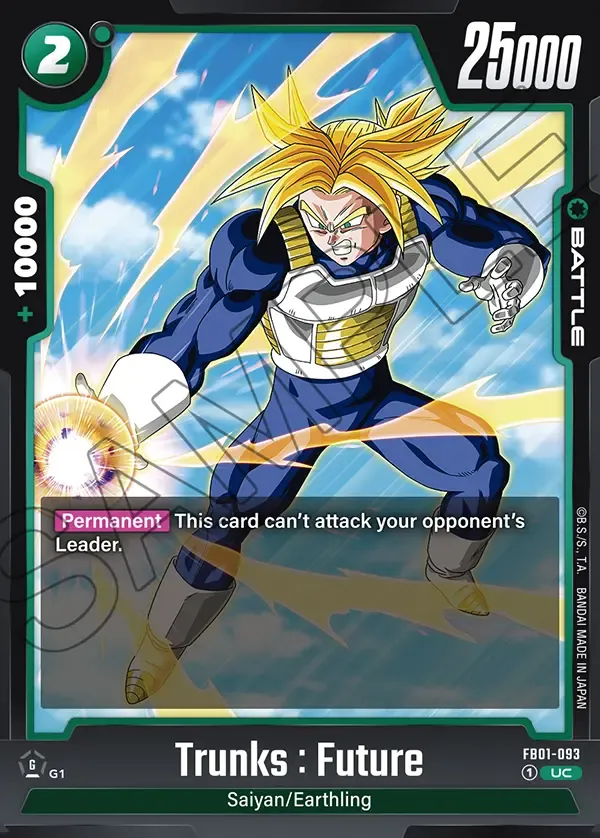 2
25000
+ 10000
BATTLE
SAMPLE
Permanent This card can't attack your opponent's
Leader.
©B.S./S., T.A. BANDAI MADE IN JAPAN
G G1
Trunks : Future
FB01-093
1 UC
Saiyan/Earthling